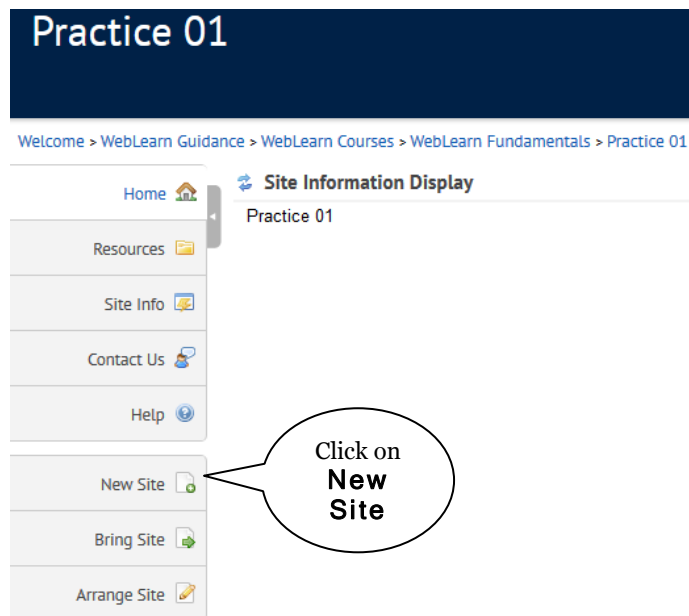 Practice 01
Welcome > WebLearn Guidance > WebLearn Courses > WebLearn Fundamentals > Practice 01
Home
Site Information Display
Practice 01
Resources
Site Info
Contact Us
Help
New Site
Click on
New
Site
Bring Site
Arrange Site